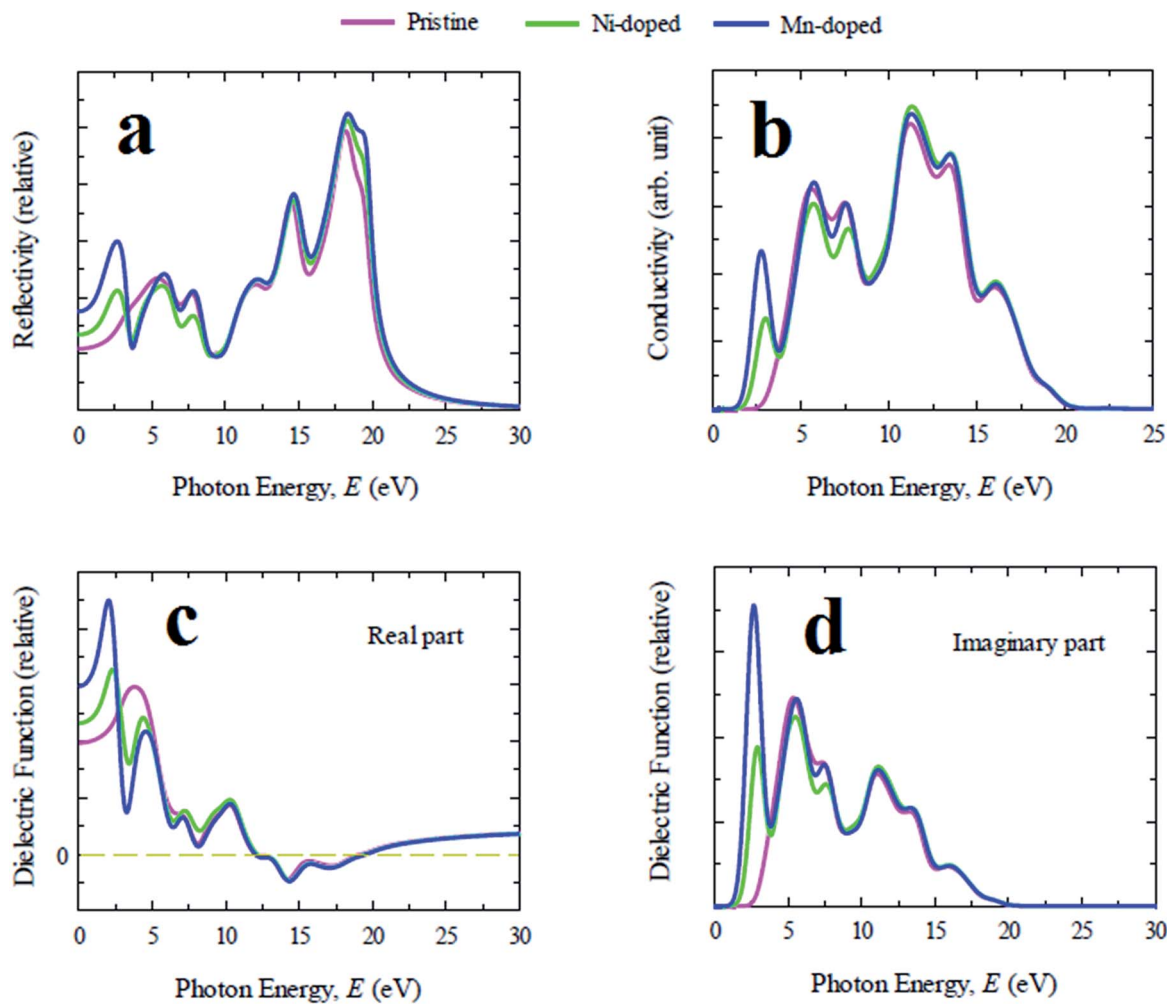 Pristine Ni-doped Mn-doped
a
Reflectivity (relative)
0 5 10 15 20 25 30
Photon Energy, E (eV)
b
Conductivity (arb. unit)
0 5 10 15 20 25
Photon Energy, E (eV)
c
Real part
Dielectric Function (relative)
0
0 5 10 15 20 25 30
Photon Energy, E (eV)
d
Imaginary part
Dielectric Function (relative)
0 5 10 15 20 25 30
Photon Energy, E (eV)